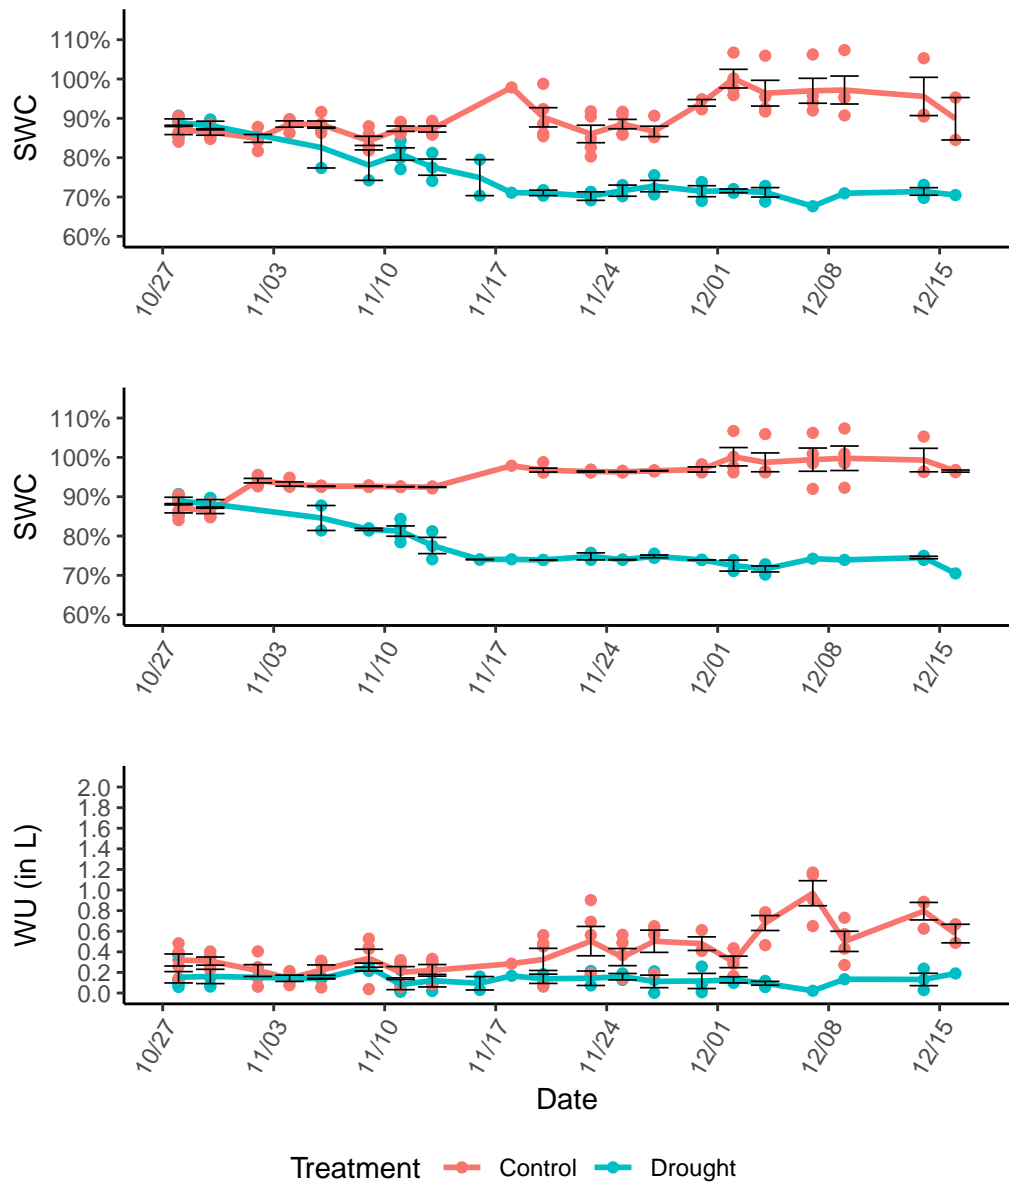 SWC
110%
100%
90%
80%
70%
60%
10/27 11/03 11/10 11/17 11/24 12/01 12/08 12/15
SWC
110%
100%
90%
80%
70%
60%
10/27 11/03 11/10 11/17 11/24 12/01 12/08 12/15
WU (in L)
2.0
1.8
1.6
1.4
1.2
1.0
0.8
0.6
0.4
0.2
0.0
10/27 11/03 11/10 11/17 11/24 12/01 12/08 12/15
Date
Treatment Control Drought